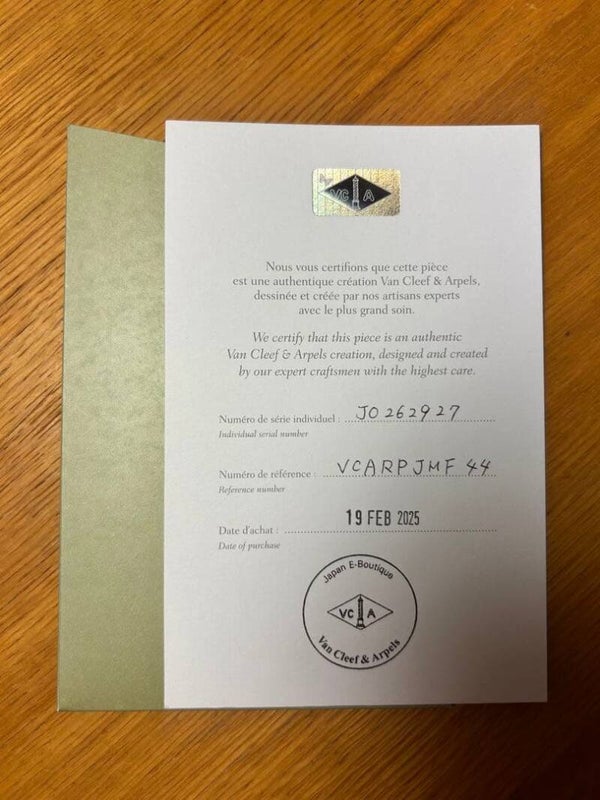 VC A
Nous vous certifions que cette pièce
est une authentique création Van Cleef & Arpels,
dessinée et créée par nos artisans experts
avec le plus grand soin.
We certify that this piece is an authentic
Van Cleef & Arpels creation, designed and created
by our expert craftsmen with the highest care.
Numéro de série individuel : JO262927
Individual serial number
Numéro de référence : VCARPJMF 44
Reference number
Date d'achat : 19 FEB 2025
Date of purchase
Japan E-Boutique
VC A
Van Cleef & Arpels